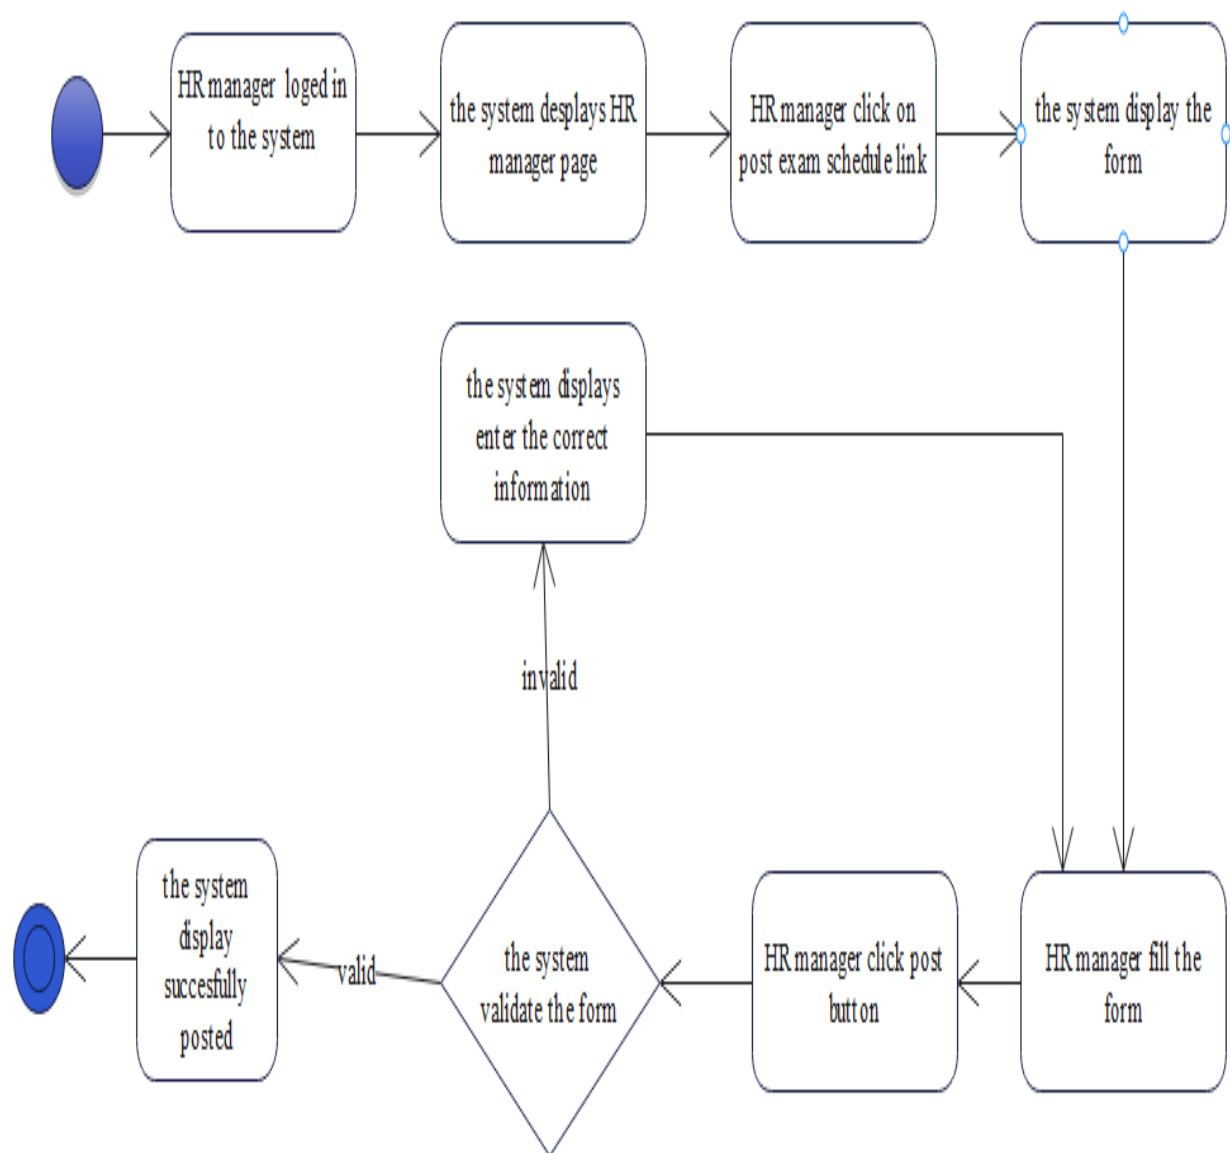 HR manager loged in
to the system
the system desplays HR
manager page
HR manager click on
post exam schedule link
the system display the
form
the system displays
enter the correct
information
invalid
the system
display
succesfully
posted
valid
the system
validate the form
HR manager click post
button
HR manager fill the
form